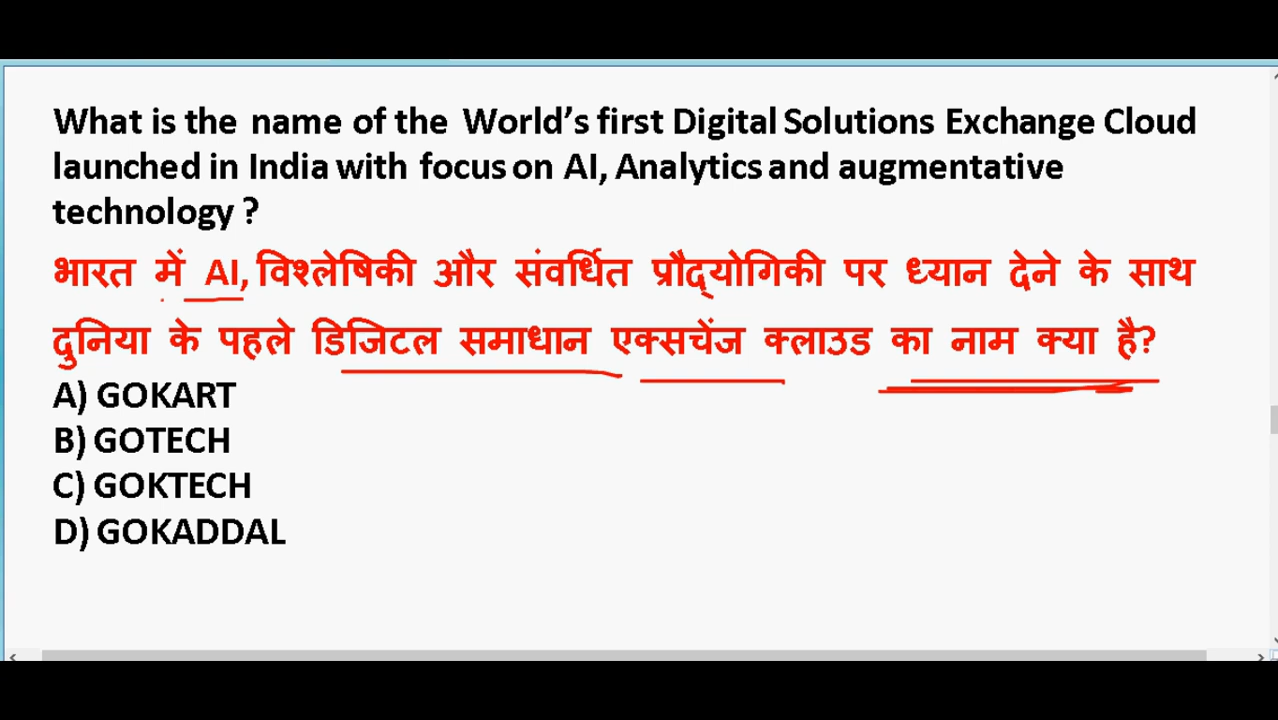 What is the name of the World's first Digital Solutions Exchange Cloud
launched in India with focus on AI, Analytics and augmentative
technology ?
भारत में AI, विश्लेषिकी और संवर्धित प्रौद्योगिकी पर ध्यान देने के साथ
दुनिया के पहले डिजिटल समाधान एक्सचेंज क्लाउड का नाम क्या है?
A) GOKART
B) GOTECH
C) GOKTECH
D) GOKADDAL